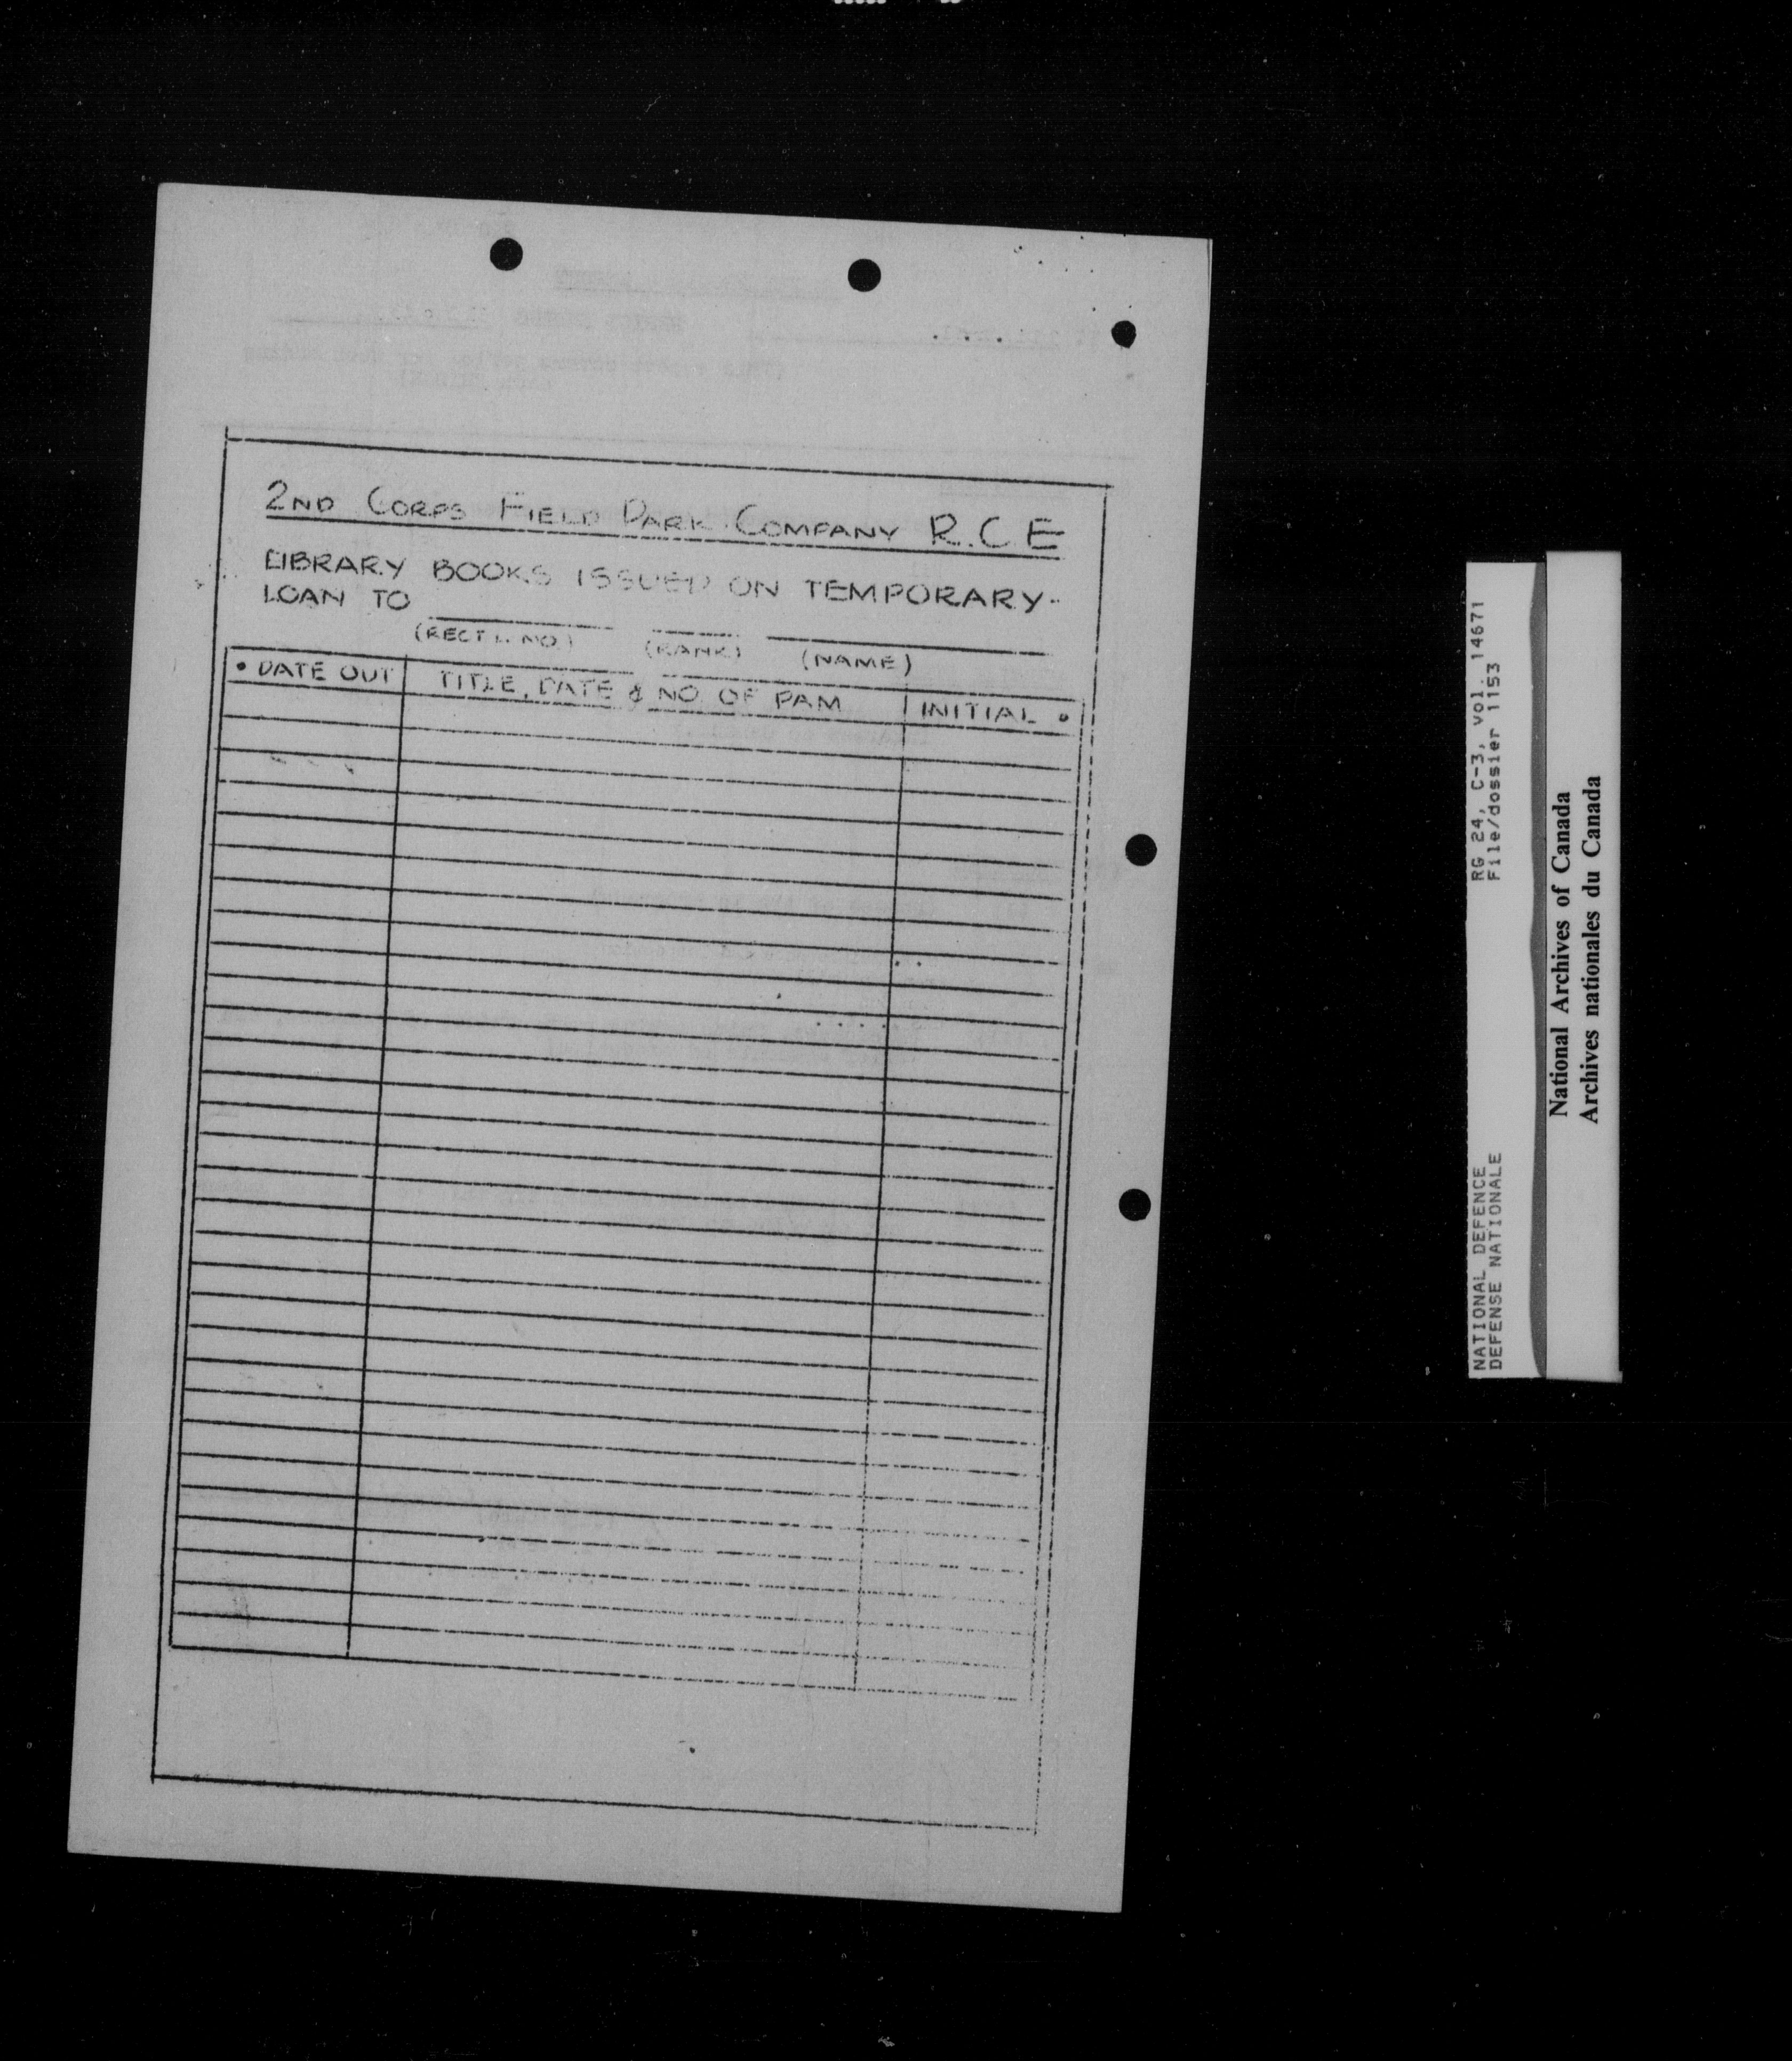 2ND CORPS FIELD PARK COMPANY R.C.E
LIBRARY BOOKS ISSUED ON TEMPORARY
LOAN TO
(RECT'L NO.) (RANK) (NAME)
DATE OUT TITLE, DATE & NO. OF PAM INITIAL
RG 24, C-3, vol. 14671
File/dossier 1153
NATIONAL DEFENCE
DEFENSE NATIONALE
National Archives of Canada
Archives nationales du Canada